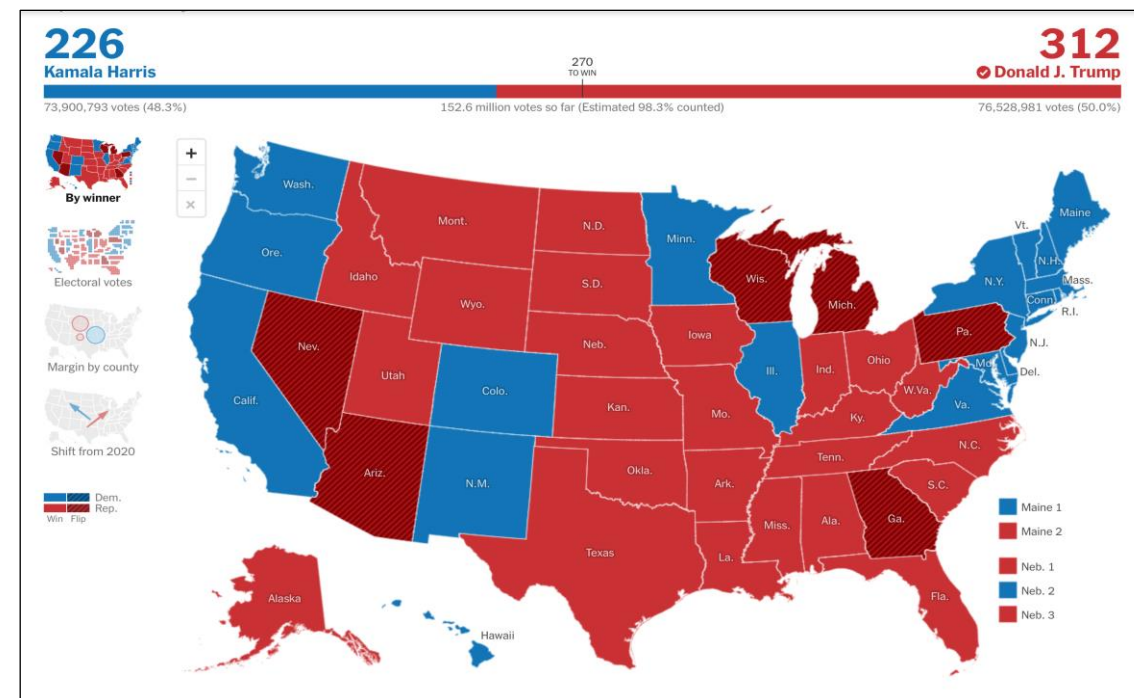 226
Kamala Harris
270
TO WIN
312
Donald J. Trump
73,900,793 votes (48.3%)
152.6 million votes so far (Estimated 98.3% counted)
76,528,981 votes (50.0%)
By winner
Electoral votes
Margin by county
Shift from 2020
Dem.
Rep.
Win Flip
+
−
×
Wash.
Ore.
Calif.
Nev.
Idaho
Mont.
Wyo.
Utah
Ariz.
Colo.
N.M.
N.D.
S.D.
Neb.
Kan.
Okla.
Texas
Minn.
Iowa
Mo.
Ark.
La.
Wis.
Ill.
Mich.
Ind.
Ohio
Ky.
Tenn.
Miss.
Ala.
Ga.
Fla.
S.C.
N.C.
Va.
W.Va.
Pa.
Md.
Del.
N.J.
N.Y.
Conn.
R.I.
Mass.
Vt.
N.H.
Maine
Alaska
Hawaii
Maine 1
Maine 2
Neb. 1
Neb. 2
Neb. 3